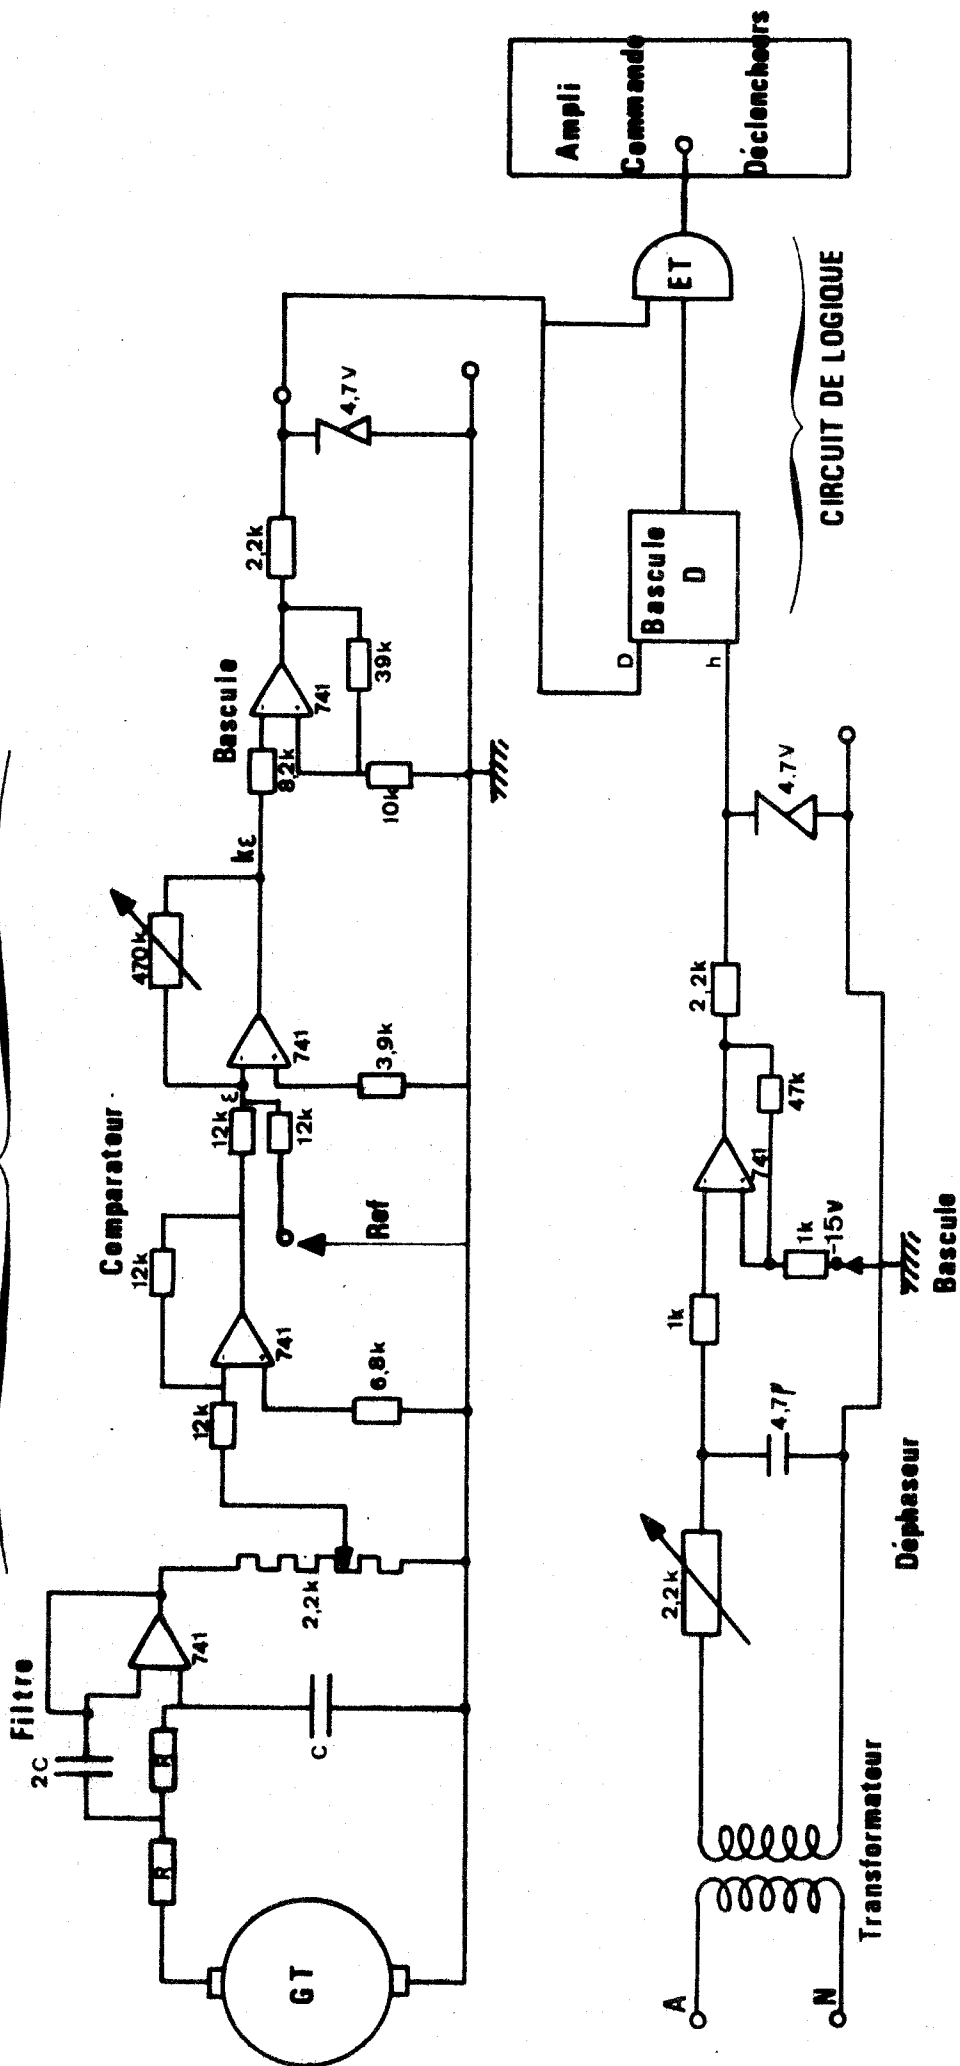 Filtre
GT
R
R
2C
C
741
2,2k
Comparateur
12k
12k
6,8k
741
12k
12k
ε
Ref
470k
741
3,9k
kε
Bascule
8,2k
10k
741
39k
2,2k
4,7V
A
N
Transformateur
Déphaseur
2,2k
4,7µ
1k
1k
-15V
741
47k
Bascule
2,2k
4.7V
D
h
Bascule
D
ET
CIRCUIT DE LOGIQUE
Ampli
Commande
Déclencheurs